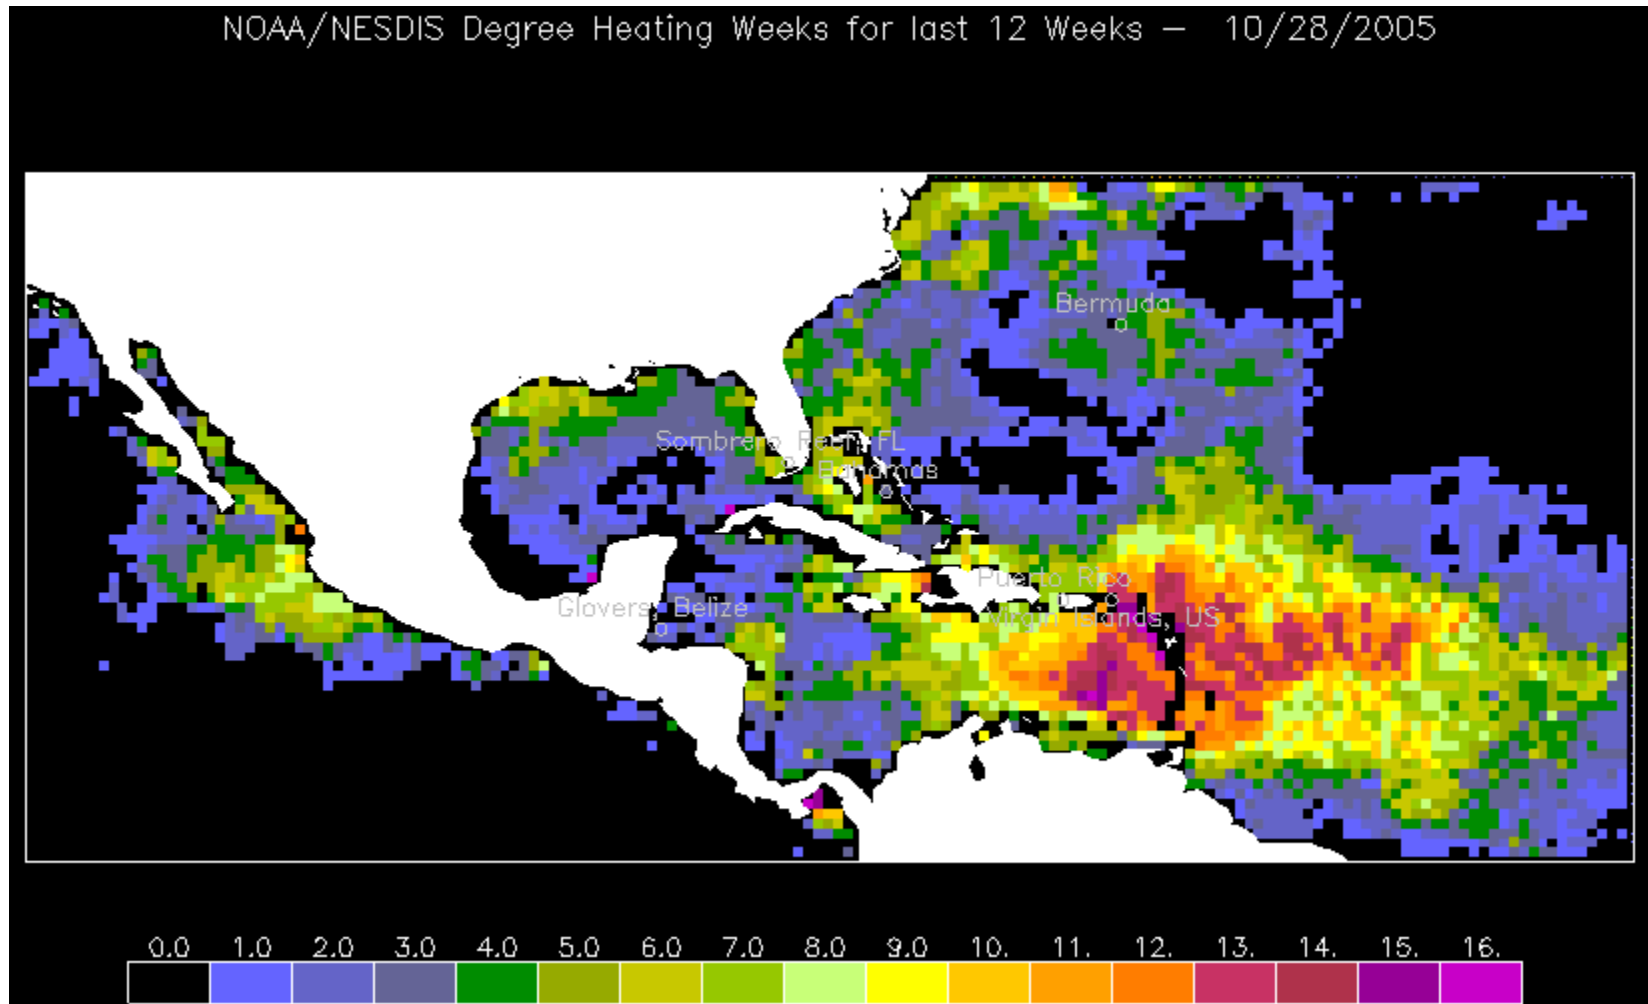 NOAA/NESDIS Degree Heating Weeks for last 12 Weeks – 10/28/2005
Bermuda
Sombrero Reef, FL
Bahamas
Puerto Rico
Virgin Islands, US
Glovers, Belize
0.0 1.0 2.0 3.0 4.0 5.0 6.0 7.0 8.0 9.0 10. 11. 12. 13. 14. 15. 16.